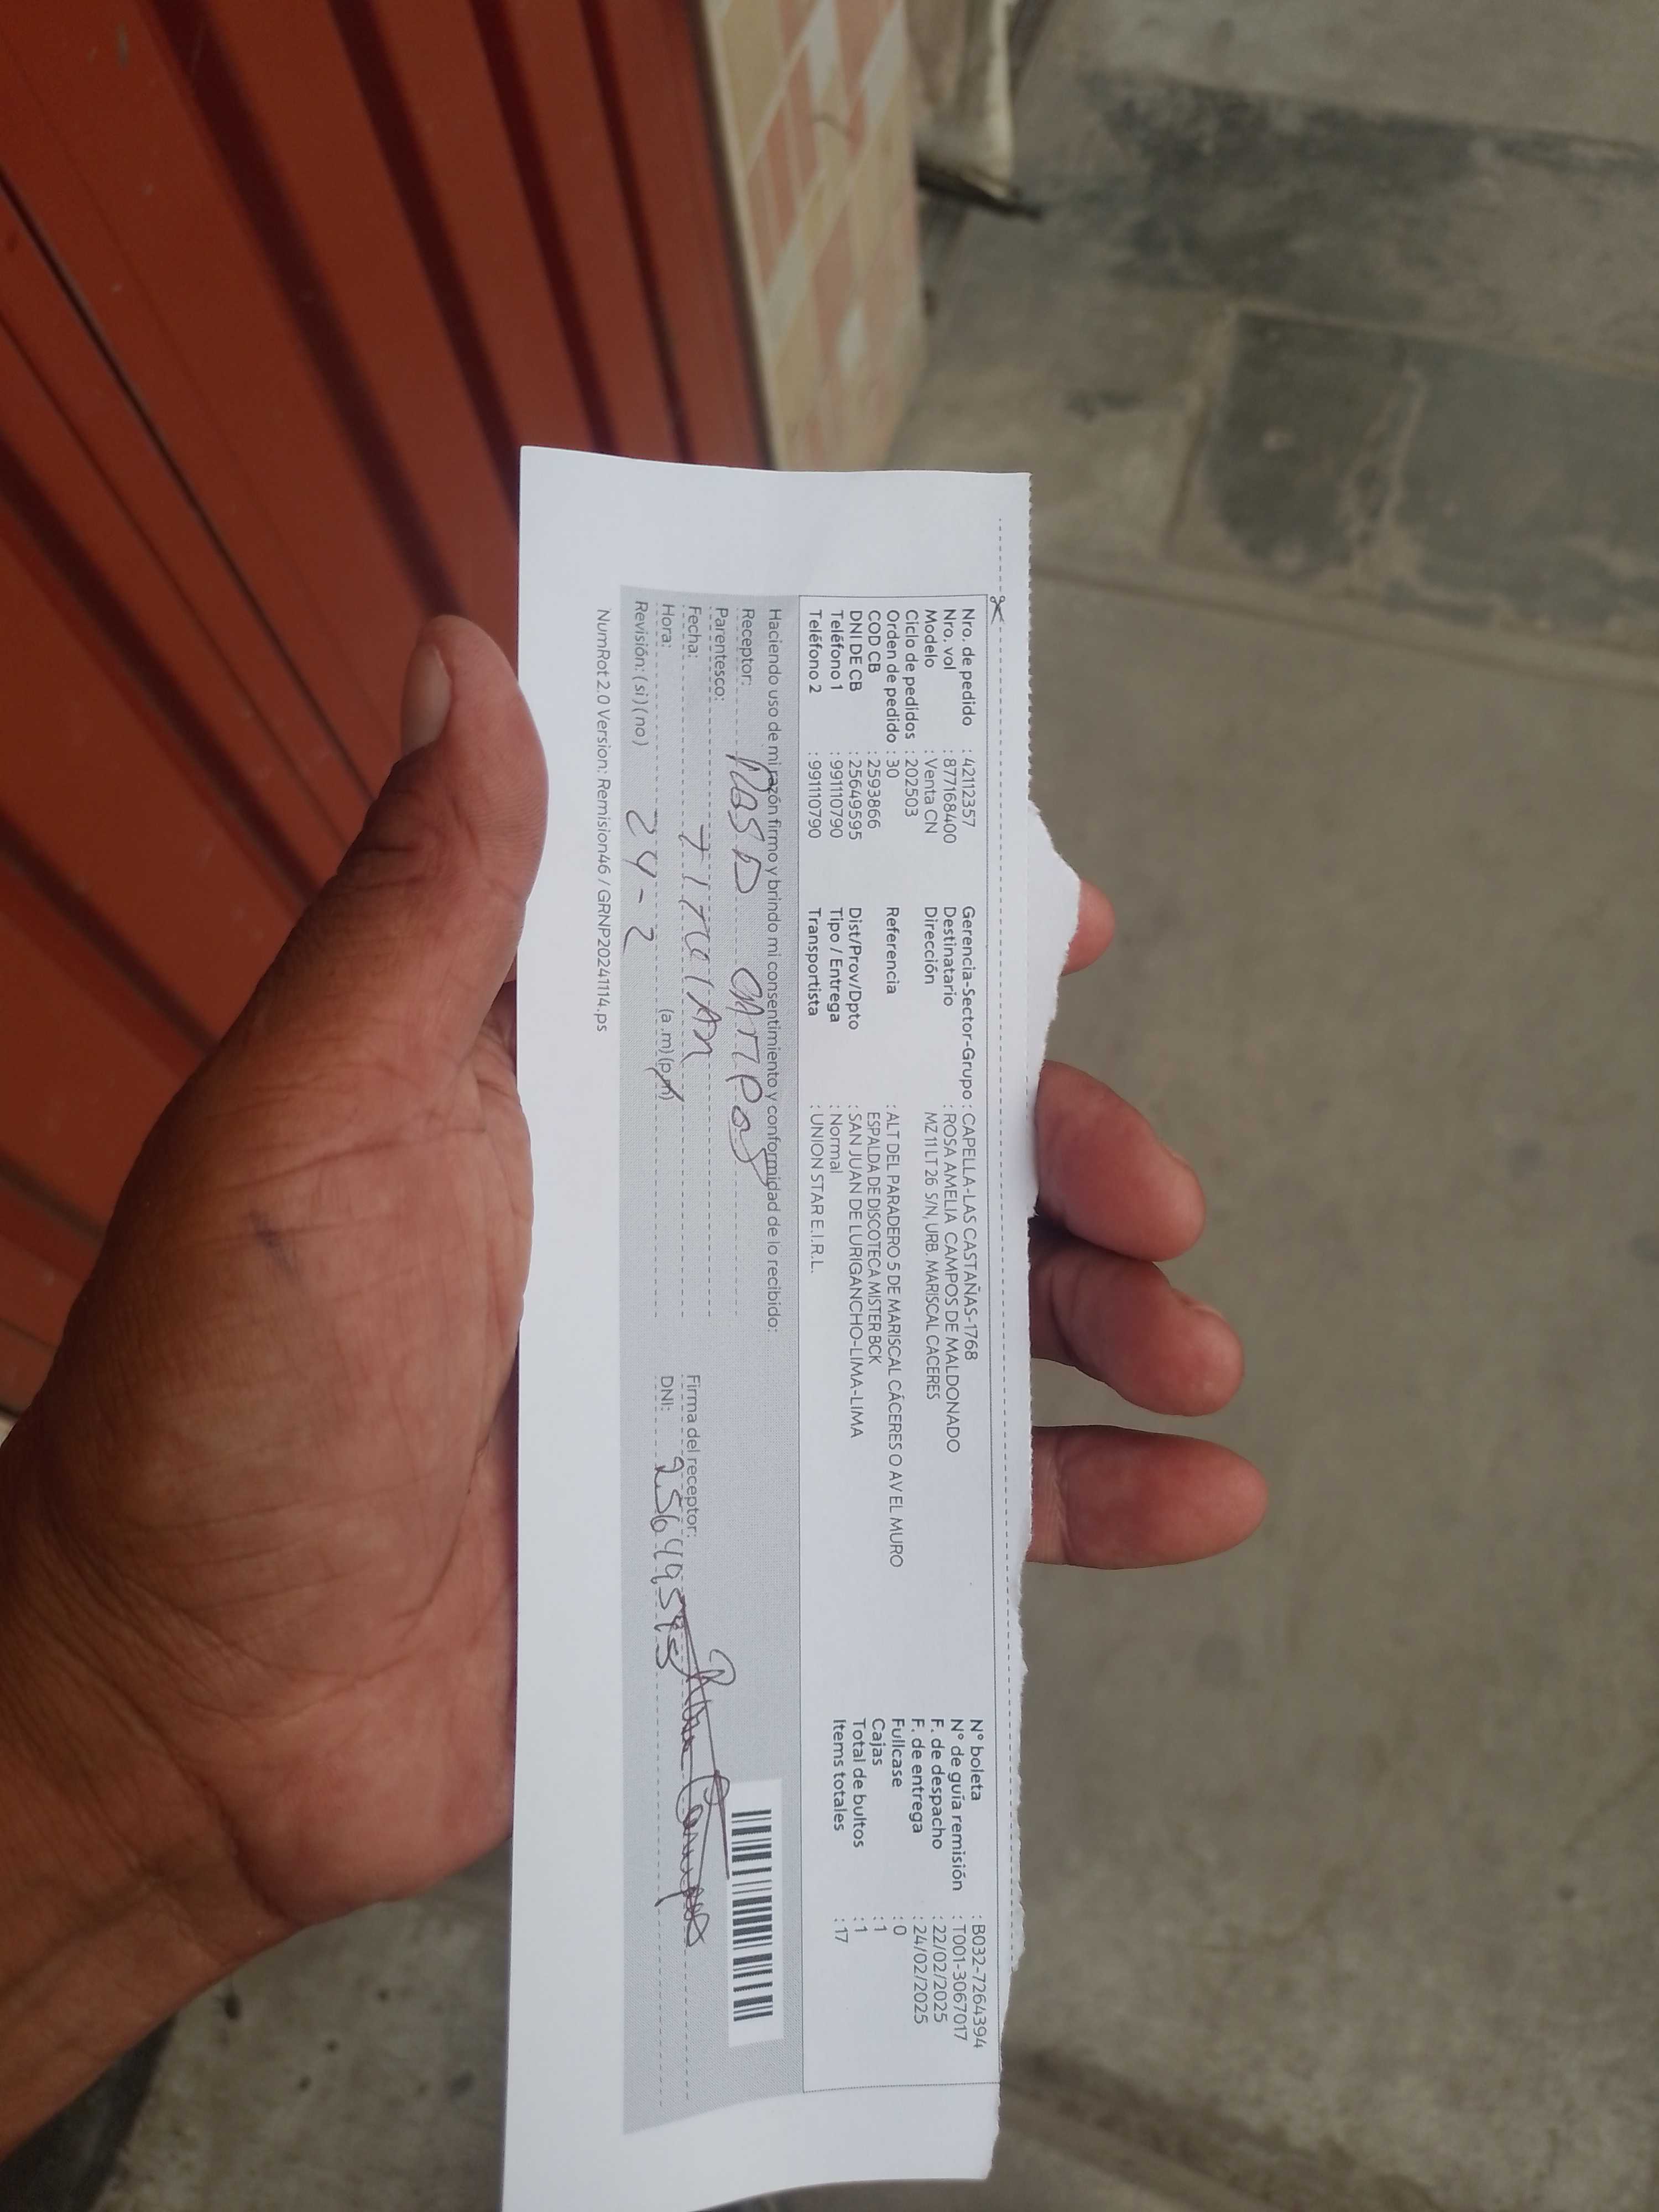 Nro. de pedido : 42112357
Nro. vol : 877168400
Modelo : Venta CN
Ciclo de pedidos : 202503
Orden de pedido : 30
COD CB : 2593866
DNI DE CB : 25649595
Teléfono 1 : 991110790
Teléfono 2 : 991110790
Gerencia-Sector-Grupo : CAPELLA-LAS CASTAÑAS-1768
Destinatario : ROSA AMELIA CAMPOS DE MALDONADO
Dirección MZ 11 LT 26 S/N, URB. MARISCAL CACERES
Referencia : ALT DEL PARADERO 5 DE MARISCAL CÁCERES O AV EL MURO
ESPALDA DE DISCOTECA MISTER BCK
Dist/Prov/Dpto : SAN JUAN DE LURIGANCHO-LIMA-LIMA
Tipo / Entrega : Normal
Transportista : UNION STAR E.I.R.L.
N° boleta : B032-7264394
N° de guía remisión : T001-3067017
F. de despacho : 22/02/2025
F. de entrega : 24/02/2025
Fullcase : 0
Cajas : 1
Total de bultos : 1
Items totales : 17
Haciendo uso de mi razón firmo y brindo mi consentimiento y conformidad de lo recibido:
Receptor:
Parentesco:
Fecha:
Hora: (a.m)(p.m)
Revisión: (si)(no) 24-2
Firma del receptor:
DNI: 25649595
NumRot 2.0 Version: Remision46 / GRNP20241114.ps